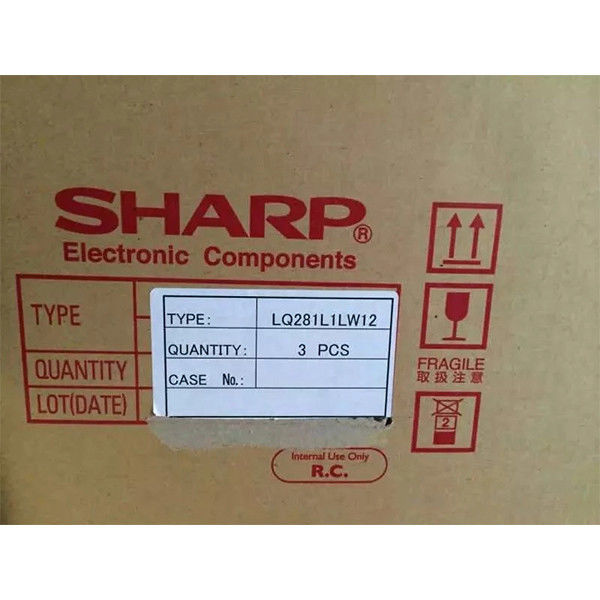 SHARP®
Electronic Components
TYPE
QUANTITY
LOT(DATE)
TYPE: LQ281L1LW12
QUANTITY: 3 PCS
CASE No.:
FRAGILE
取扱注意
2
Internal Use Only
R.C.